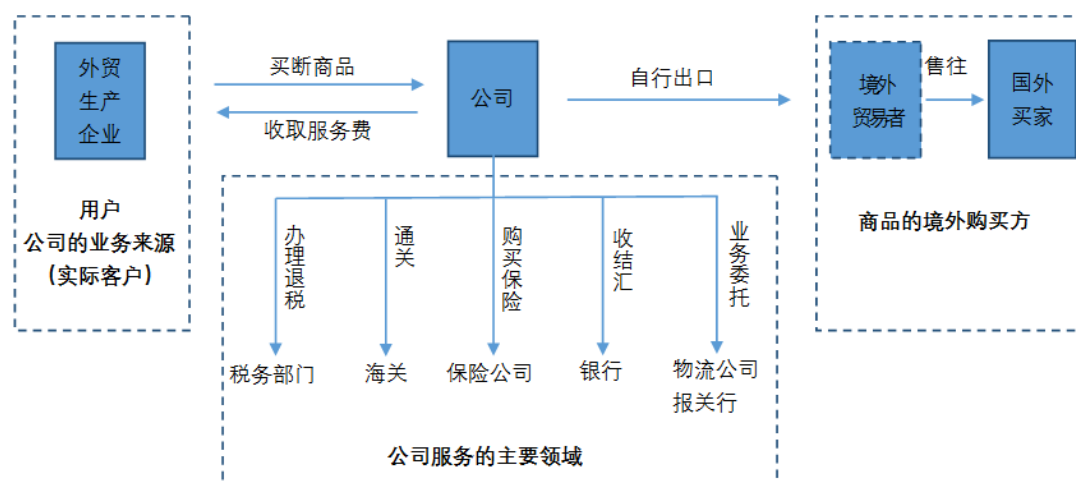 外贸
生产
企业
买断商品
收取服务费
公司
自行出口
境外
贸易者
售往
国外
买家
用户
公司的业务来源
(实际客户)
商品的境外购买方
办理退税
通关
购买保险
收结汇
业务委托
税务部门
海关
保险公司
银行
物流公司
报关行
公司服务的主要领域